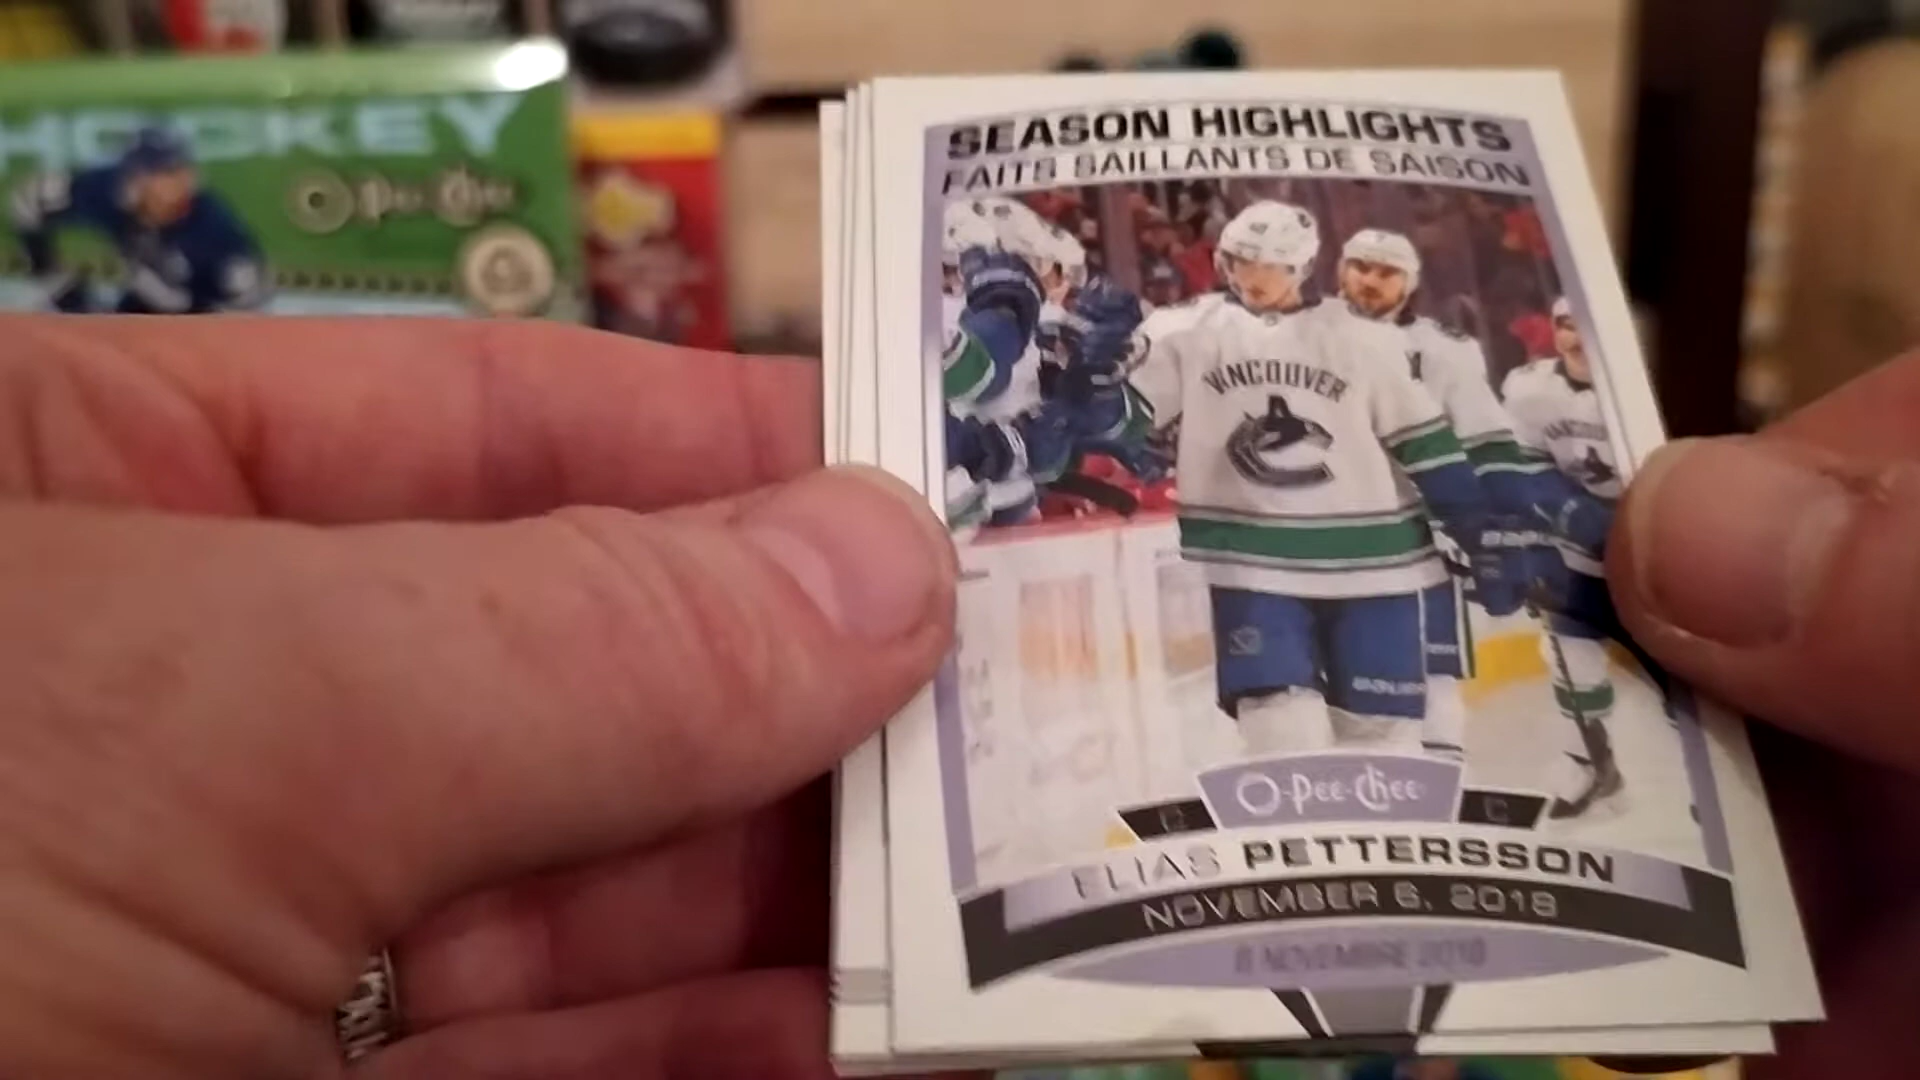 HOCKEY
O-Pee-Chee
SEASON HIGHLIGHTS
FAITS SAILLANTS DE SAISON
VANCOUVER
BAUER
O-Pee-Chee
C C
ELIAS PETTERSSON
NOVEMBER 6, 2018
6 NOVEMBRE 2018